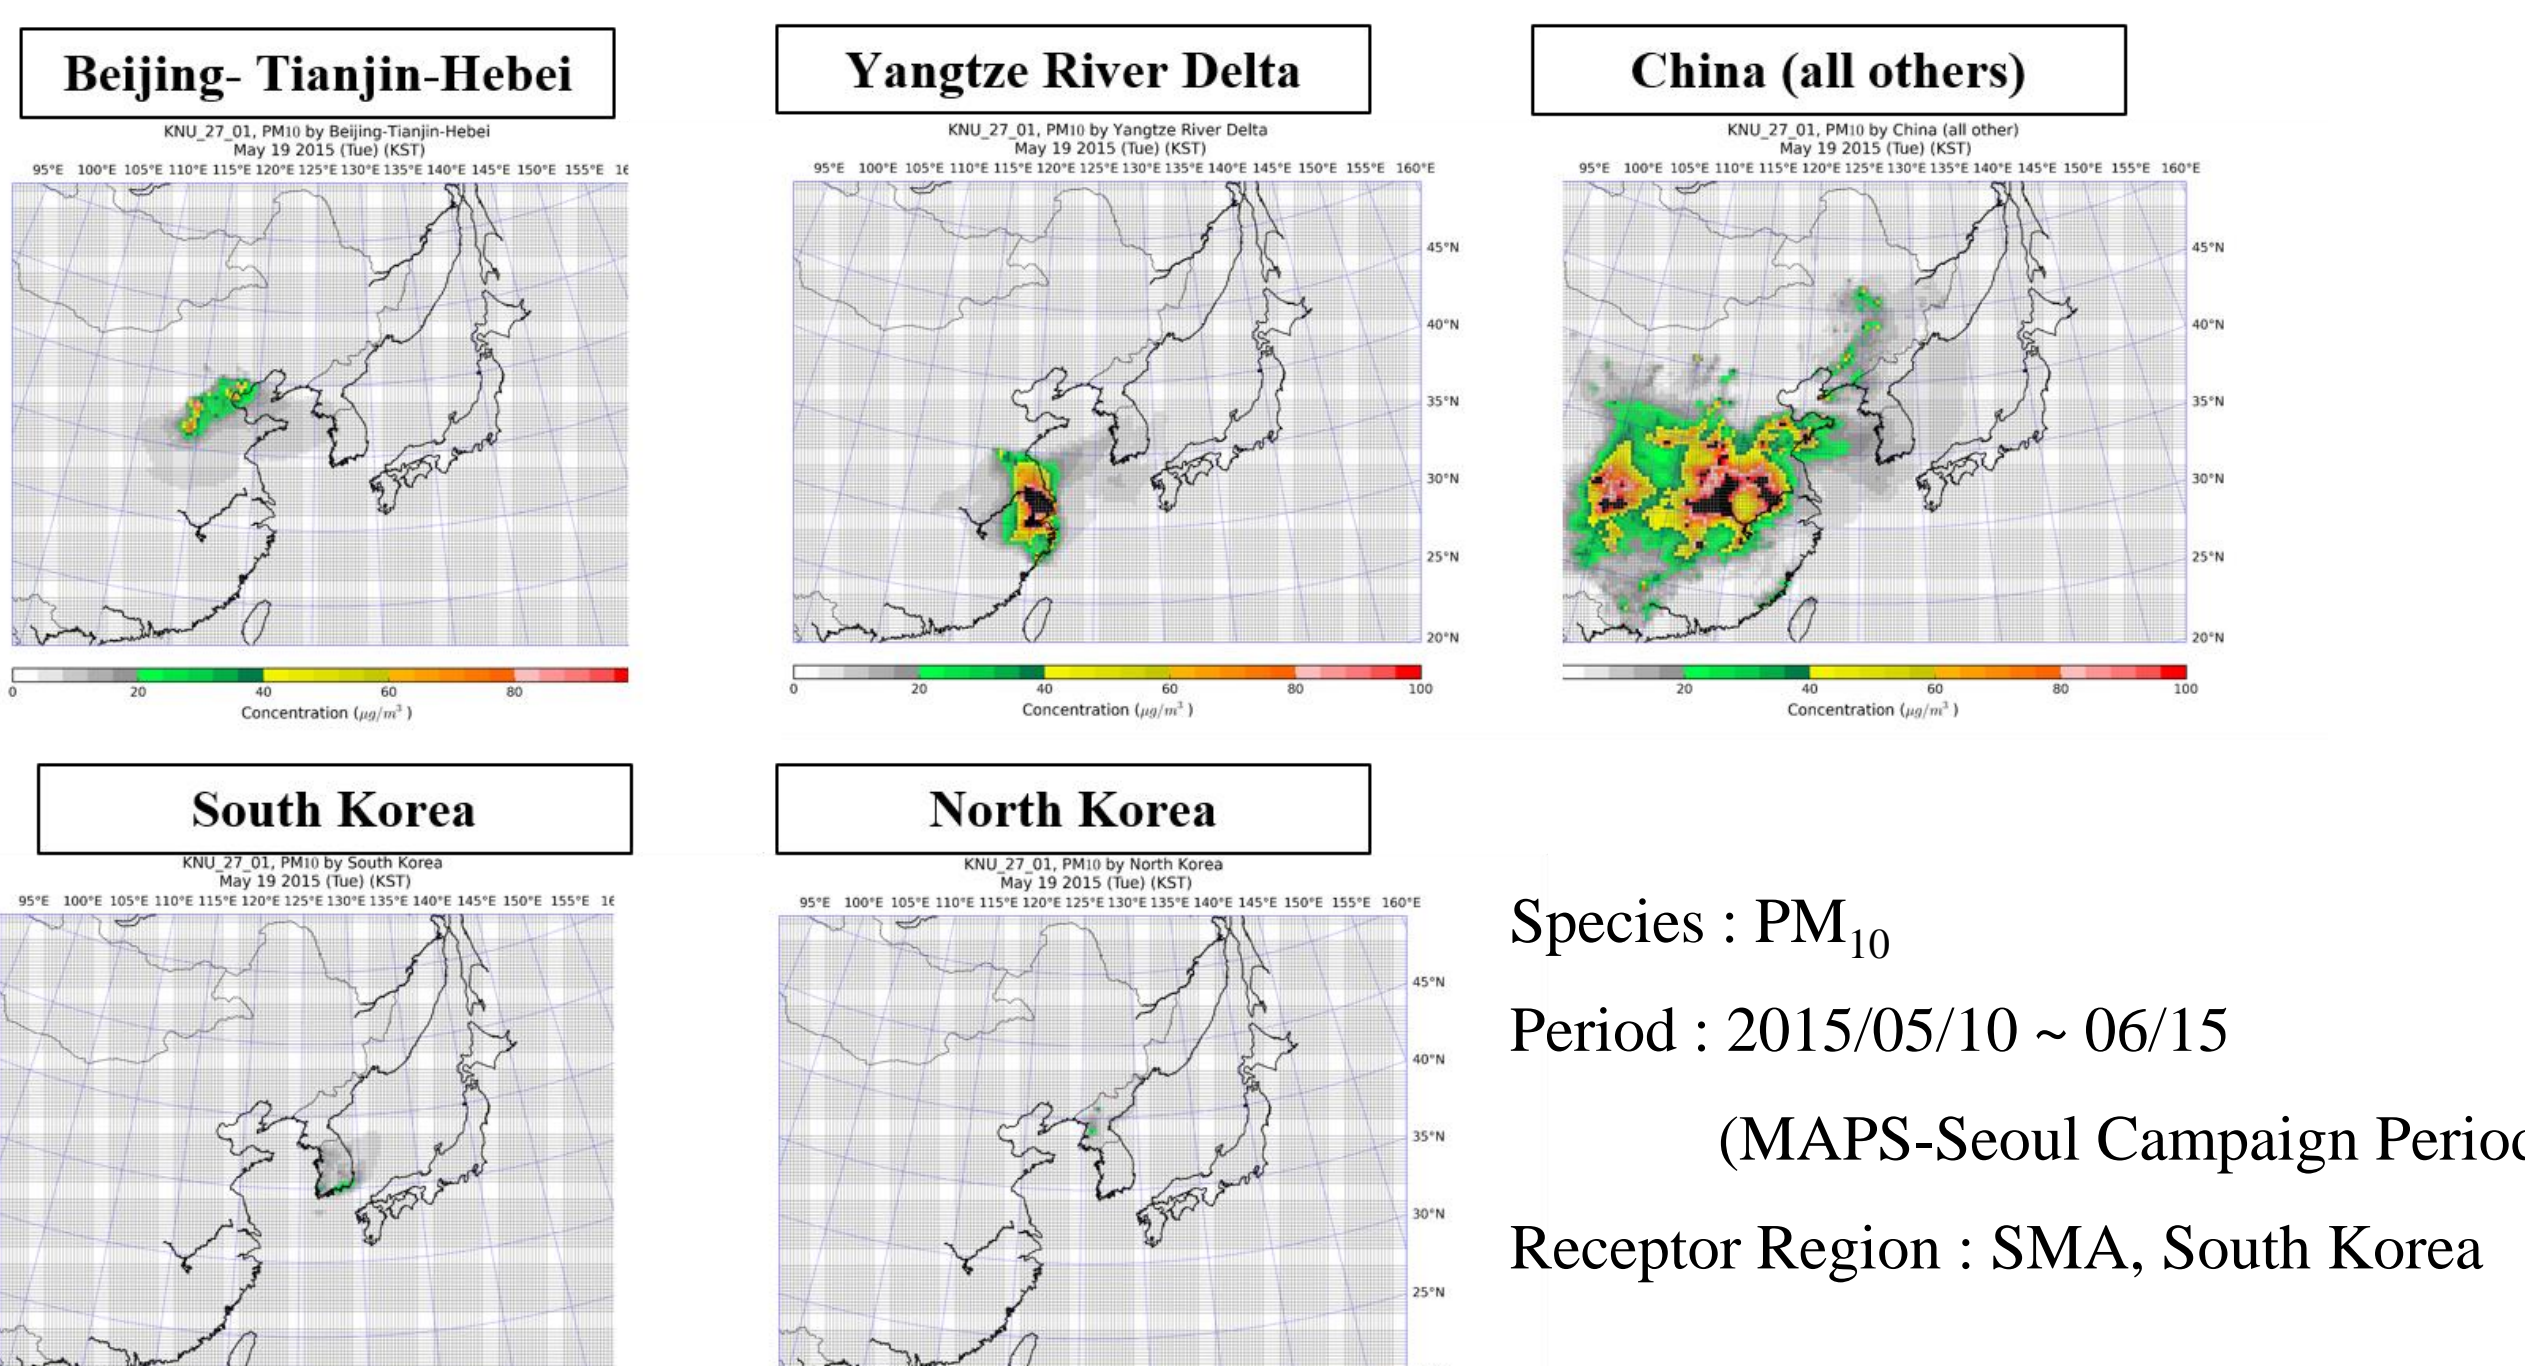 Beijing- Tianjin-Hebei
KNU_27_01, PM10 by Beijing-Tianjin-Hebei
May 19 2015 (Tue) (KST)
95°E 100°E 105°E 110°E 115°E 120°E 125°E 130°E 135°E 140°E 145°E 150°E 155°E 16
0 20 40 60 80
Concentration (μg/m³)
Yangtze River Delta
KNU_27_01, PM10 by Yangtze River Delta
May 19 2015 (Tue) (KST)
95°E 100°E 105°E 110°E 115°E 120°E 125°E 130°E 135°E 140°E 145°E 150°E 155°E 160°E
45°N
40°N
35°N
30°N
25°N
20°N
0 20 40 60 80 100
Concentration (μg/m³)
China (all others)
KNU_27_01, PM10 by China (all other)
May 19 2015 (Tue) (KST)
95°E 100°E 105°E 110°E 115°E 120°E 125°E 130°E 135°E 140°E 145°E 150°E 155°E 160°E
45°N
40°N
35°N
30°N
25°N
20°N
20 40 60 80 100
Concentration (μg/m³)
South Korea
KNU_27_01, PM10 by South Korea
May 19 2015 (Tue) (KST)
95°E 100°E 105°E 110°E 115°E 120°E 125°E 130°E 135°E 140°E 145°E 150°E 155°E 16
North Korea
KNU_27_01, PM10 by North Korea
May 19 2015 (Tue) (KST)
95°E 100°E 105°E 110°E 115°E 120°E 125°E 130°E 135°E 140°E 145°E 150°E 155°E 160°E
45°N
40°N
35°N
30°N
25°N
Species : PM₁₀
Period : 2015/05/10 ~ 06/15
(MAPS-Seoul Campaign Period
Receptor Region : SMA, South Korea